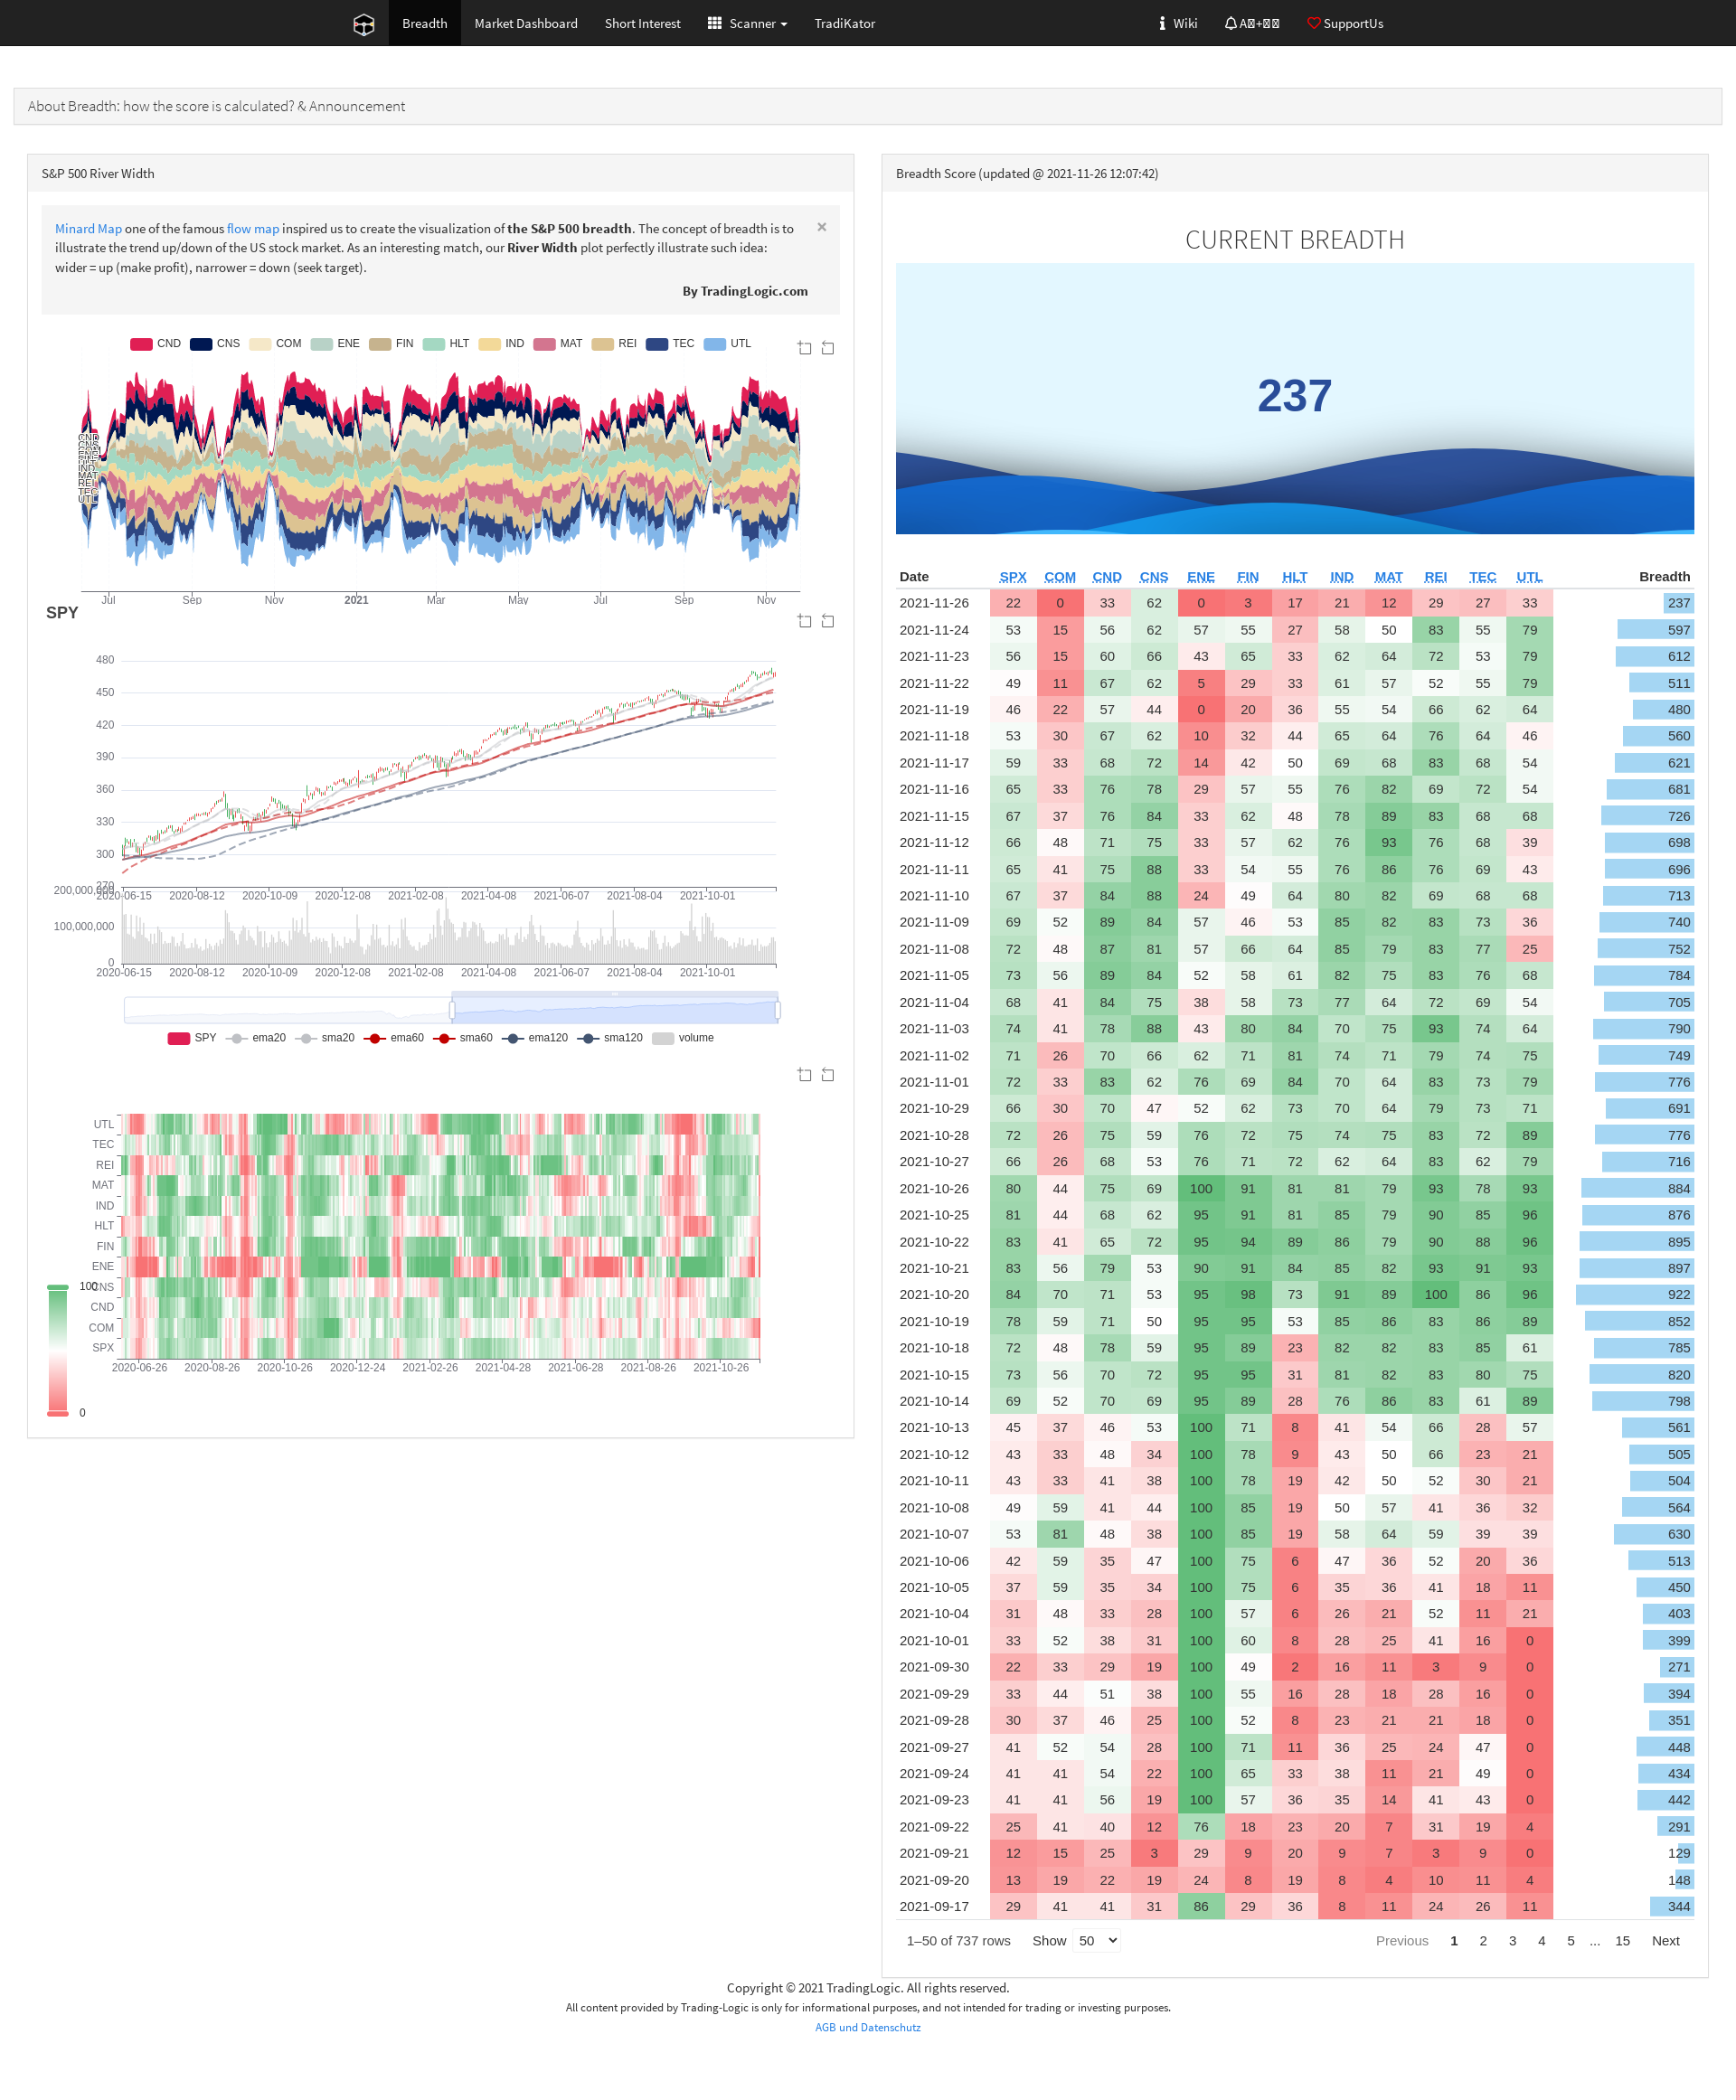 Breadth Market Dashboard Short Interest Scanner TradiKator Wiki SupportUs
About Breadth: how the score is calculated? & Announcement
S&P 500 River Width
Minard Map one of the famous flow map inspired us to create the visualization of the S&P 500 breadth. The concept of breadth is to
illustrate the trend up/down of the US stock market. As an interesting match, our River Width plot perfectly illustrate such idea:
wider = up (make profit), narrower = down (seek target).
×
By TradingLogic.com
CND CNS COM ENE FIN HLT IND MAT REI TEC UTL
Jul Sep Nov 2021 Mar May Jul Sep Nov
SPY
480
450
420
390
360
330
300
270
2020-06-15 2020-08-12 2020-10-09 2020-12-08 2021-02-08 2021-04-08 2021-06-07 2021-08-04 2021-10-01
200,000,000
100,000,000
0
2020-06-15 2020-08-12 2020-10-09 2020-12-08 2021-02-08 2021-04-08 2021-06-07 2021-08-04 2021-10-01
SPY ema20 sma20 ema60 sma60 ema120 sma120 volume
UTL
TEC
REI
MAT
IND
HLT
FIN
ENE
CNS
CND
COM
SPX
2020-06-26 2020-08-26 2020-10-26 2020-12-24 2021-02-26 2021-04-28 2021-06-28 2021-08-26 2021-10-26
100
0
Breadth Score (updated @ 2021-11-26 12:07:42)
CURRENT BREADTH
237
Date SPX COM CND CNS ENE FIN HLT IND MAT REI TEC UTL Breadth
2021-11-26 22 0 33 62 0 3 17 21 12 29 27 33 237
2021-11-24 53 15 56 62 57 55 27 58 50 83 55 79 597
2021-11-23 56 15 60 66 43 65 33 62 64 72 53 79 612
2021-11-22 49 11 67 62 5 29 33 61 57 52 55 79 511
2021-11-19 46 22 57 44 0 20 36 55 54 66 62 64 480
2021-11-18 53 30 67 62 10 32 44 65 64 76 64 46 560
2021-11-17 59 33 68 72 14 42 50 69 68 83 68 54 621
2021-11-16 65 33 76 78 29 57 55 76 82 69 72 54 681
2021-11-15 67 37 76 84 33 62 48 78 89 83 68 68 726
2021-11-12 66 48 71 75 33 57 62 76 93 76 68 39 698
2021-11-11 65 41 75 88 33 54 55 76 86 76 69 43 696
2021-11-10 67 37 84 88 24 49 64 80 82 69 68 68 713
2021-11-09 69 52 89 84 57 46 53 85 82 83 73 36 740
2021-11-08 72 48 87 81 57 66 64 85 79 83 77 25 752
2021-11-05 73 56 89 84 52 58 61 82 75 83 76 68 784
2021-11-04 68 41 84 75 38 58 73 77 64 72 69 54 705
2021-11-03 74 41 78 88 43 80 84 70 75 93 74 64 790
2021-11-02 71 26 70 66 62 71 81 74 71 79 74 75 749
2021-11-01 72 33 83 62 76 69 84 70 64 83 73 79 776
2021-10-29 66 30 70 47 52 62 73 70 64 79 73 71 691
2021-10-28 72 26 75 59 76 72 75 74 75 83 72 89 776
2021-10-27 66 26 68 53 76 71 72 62 64 83 62 79 716
2021-10-26 80 44 75 69 100 91 81 81 79 93 78 93 884
2021-10-25 81 44 68 62 95 91 81 85 79 90 85 96 876
2021-10-22 83 41 65 72 95 94 89 86 79 90 88 96 895
2021-10-21 83 56 79 53 90 91 84 85 82 93 91 93 897
2021-10-20 84 70 71 53 95 98 73 91 89 100 86 96 922
2021-10-19 78 59 71 50 95 95 53 85 86 83 86 89 852
2021-10-18 72 48 78 59 95 89 23 82 82 83 85 61 785
2021-10-15 73 56 70 72 95 95 31 81 82 83 80 75 820
2021-10-14 69 52 70 69 95 89 28 76 86 83 61 89 798
2021-10-13 45 37 46 53 100 71 8 41 54 66 28 57 561
2021-10-12 43 33 48 34 100 78 9 43 50 66 23 21 505
2021-10-11 43 33 41 38 100 78 19 42 50 52 30 21 504
2021-10-08 49 59 41 44 100 85 19 50 57 41 36 32 564
2021-10-07 53 81 48 38 100 85 19 58 64 59 39 39 630
2021-10-06 42 59 35 47 100 75 6 47 36 52 20 36 513
2021-10-05 37 59 35 34 100 75 6 35 36 41 18 11 450
2021-10-04 31 48 33 28 100 57 6 26 21 52 11 21 403
2021-10-01 33 52 38 31 100 60 8 28 25 41 16 0 399
2021-09-30 22 33 29 19 100 49 2 16 11 3 9 0 271
2021-09-29 33 44 51 38 100 55 16 28 18 28 16 0 394
2021-09-28 30 37 46 25 100 52 8 23 21 21 18 0 351
2021-09-27 41 52 54 28 100 71 11 36 25 24 47 0 448
2021-09-24 41 41 54 22 100 65 33 38 11 21 49 0 434
2021-09-23 41 41 56 19 100 57 36 35 14 41 43 0 442
2021-09-22 25 41 40 12 76 18 23 20 7 31 19 4 291
2021-09-21 12 15 25 3 29 9 20 9 7 3 9 0 129
2021-09-20 13 19 22 19 24 8 19 8 4 10 11 4 148
2021-09-17 29 41 41 31 86 29 36 8 11 24 26 11 344
1–50 of 737 rows Show 50 Previous 1 2 3 4 5 ... 15 Next
Copyright © 2021 TradingLogic. All rights reserved.
All content provided by Trading-Logic is only for informational purposes, and not intended for trading or investing purposes.
AGB und Datenschutz